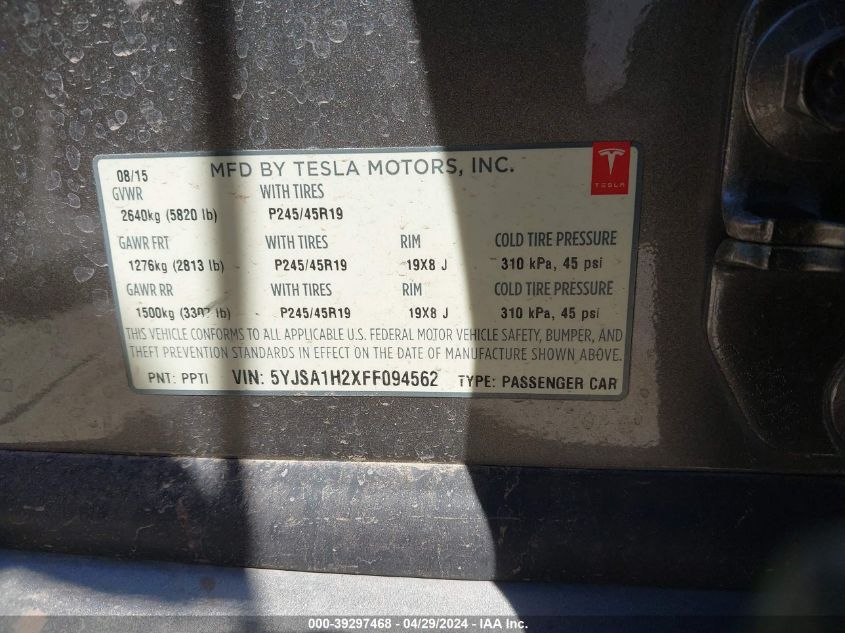 08/15 MFD BY TESLA MOTORS, INC.
TESLA
GVWR WITH TIRES
2640kg (5820 lb) P245/45R19
GAWR FRT WITH TIRES RIM COLD TIRE PRESSURE
1276kg (2813 lb) P245/45R19 19X8 J 310 kPa, 45 psi
GAWR RR WITH TIRES RIM COLD TIRE PRESSURE
1500kg (3307 lb) P245/45R19 19X8 J 310 kPa, 45 psi
THIS VEHICLE CONFORMS TO ALL APPLICABLE U.S. FEDERAL MOTOR VEHICLE SAFETY, BUMPER, AND
THEFT PREVENTION STANDARDS IN EFFECT ON THE DATE OF MANUFACTURE SHOWN ABOVE.
PNT: PPTI VIN: 5YJSA1H2XFF094562 TYPE: PASSENGER CAR
000-39297468 - 04/29/2024 - IAA Inc.